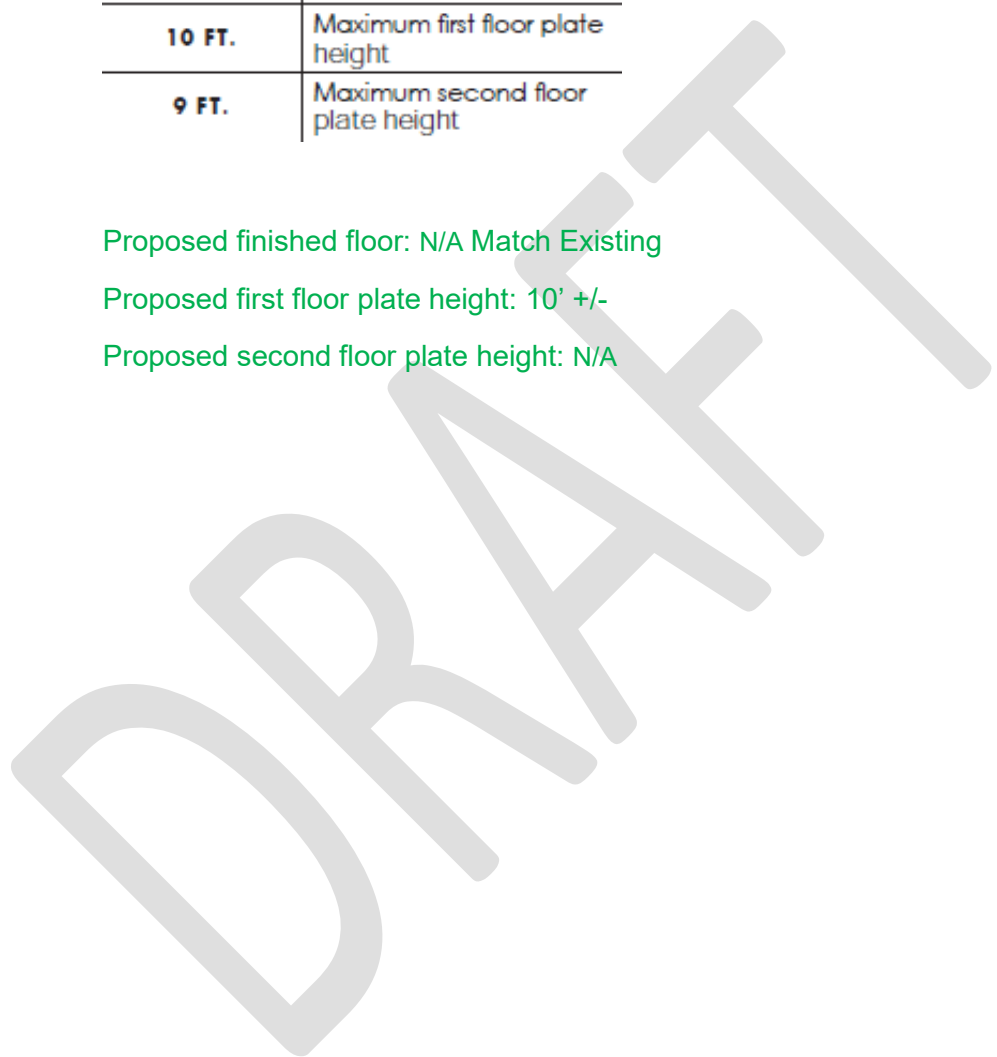 10 FT.
Maximum first floor plate
height
9 FT.
Maximum second floor
plate height
Proposed finished floor: N/A Match Existing
Proposed first floor plate height: 10’ +/-
Proposed second floor plate height: N/A
DRAFT